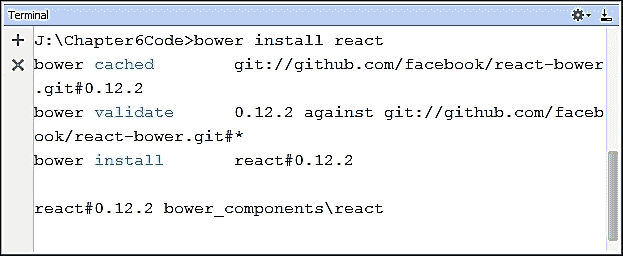 Terminal
J:\Chapter6Code>bower install react
bower cached        git://github.com/facebook/react-bower
.git#0.12.2
bower validate      0.12.2 against git://github.com/faceb
ook/react-bower.git#*
bower install       react#0.12.2
react#0.12.2 bower_components\react